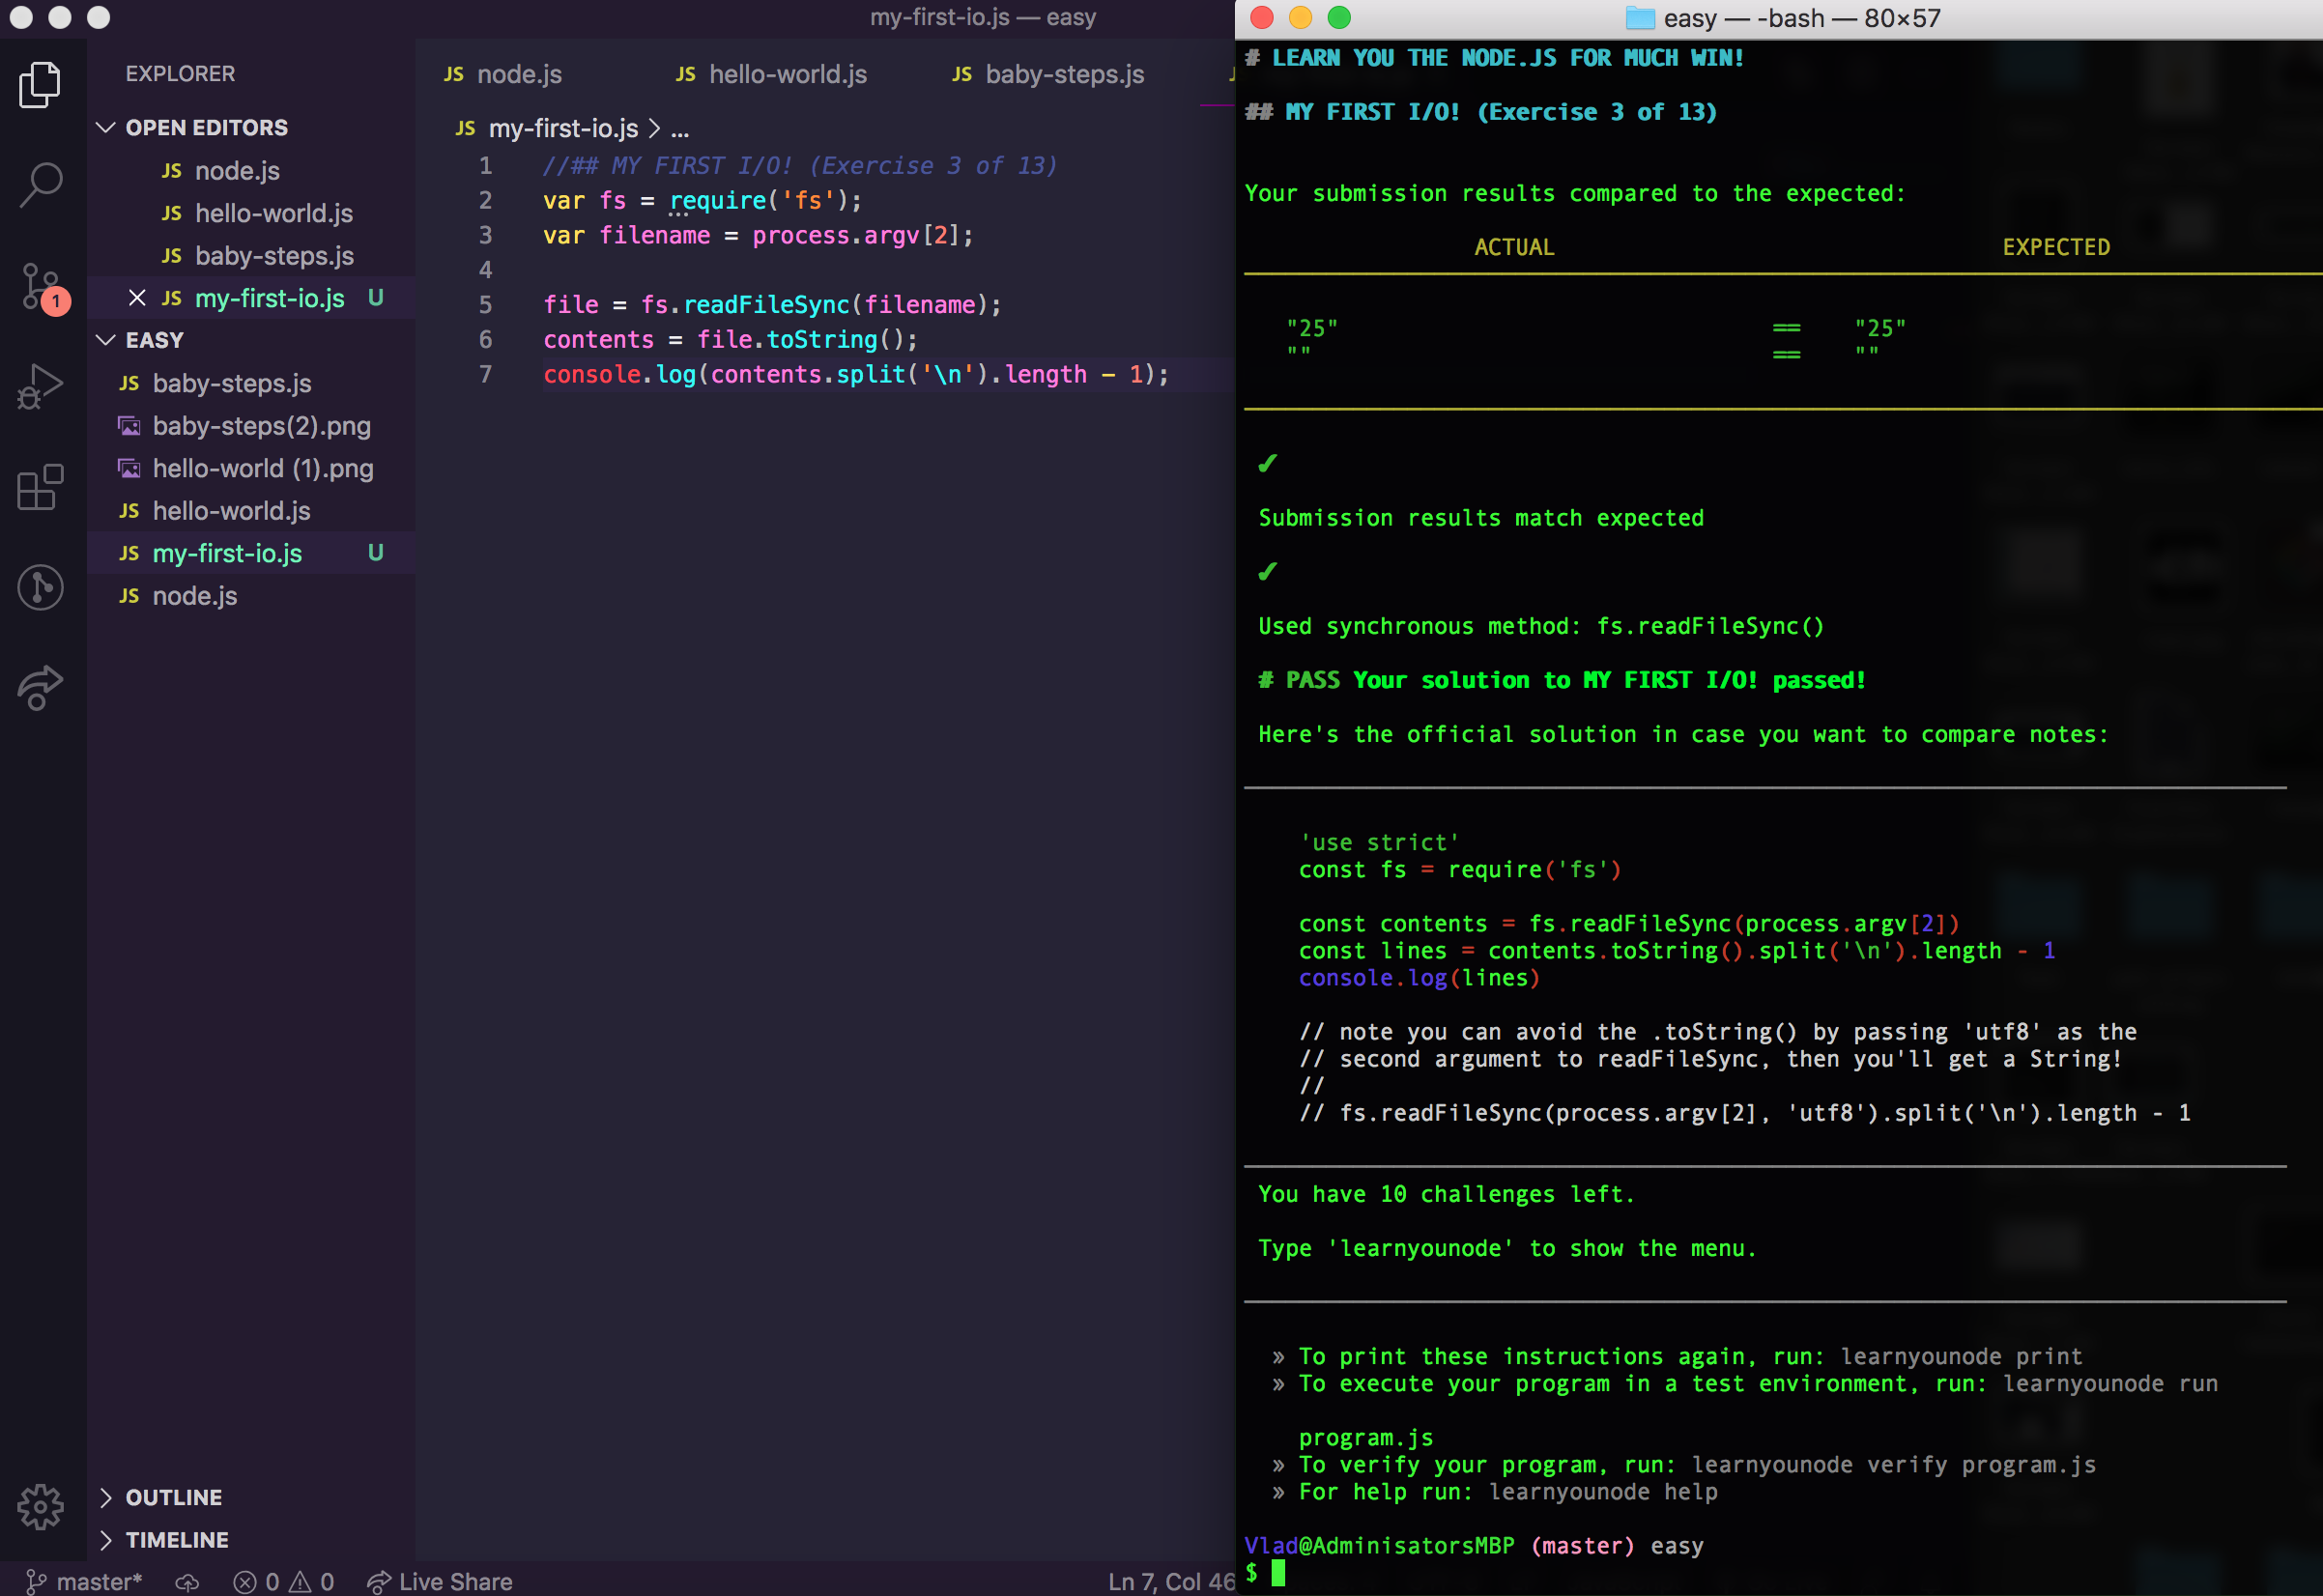 my-first-io.js — easy
EXPLORER
OPEN EDITORS
JS node.js
JS hello-world.js
JS baby-steps.js
JS my-first-io.js U
EASY
JS baby-steps.js
baby-steps(2).png
hello-world (1).png
JS hello-world.js
JS my-first-io.js U
JS node.js
OUTLINE
TIMELINE
1
JS node.js JS hello-world.js JS baby-steps.js
JS my-first-io.js > ...
1 //## MY FIRST I/O! (Exercise 3 of 13)
2 var fs = require('fs');
3 var filename = process.argv[2];
4
5 file = fs.readFileSync(filename);
6 contents = file.toString();
7 console.log(contents.split('\n').length - 1);
master* 0 0 Live Share Ln 7, Col 46
easy — -bash — 80×57
# LEARN YOU THE NODE.JS FOR MUCH WIN!
## MY FIRST I/O! (Exercise 3 of 13)
Your submission results compared to the expected:
ACTUAL EXPECTED
"25" == "25"
"" == ""
✓
Submission results match expected
✓
Used synchronous method: fs.readFileSync()
# PASS Your solution to MY FIRST I/O! passed!
Here's the official solution in case you want to compare notes:
'use strict'
const fs = require('fs')
const contents = fs.readFileSync(process.argv[2])
const lines = contents.toString().split('\n').length - 1
console.log(lines)
// note you can avoid the .toString() by passing 'utf8' as the
// second argument to readFileSync, then you'll get a String!
//
// fs.readFileSync(process.argv[2], 'utf8').split('\n').length - 1
You have 10 challenges left.
Type 'learnyounode' to show the menu.
» To print these instructions again, run: learnyounode print
» To execute your program in a test environment, run: learnyounode run
program.js
» To verify your program, run: learnyounode verify program.js
» For help run: learnyounode help
Vlad@AdminisatorsMBP (master) easy
$